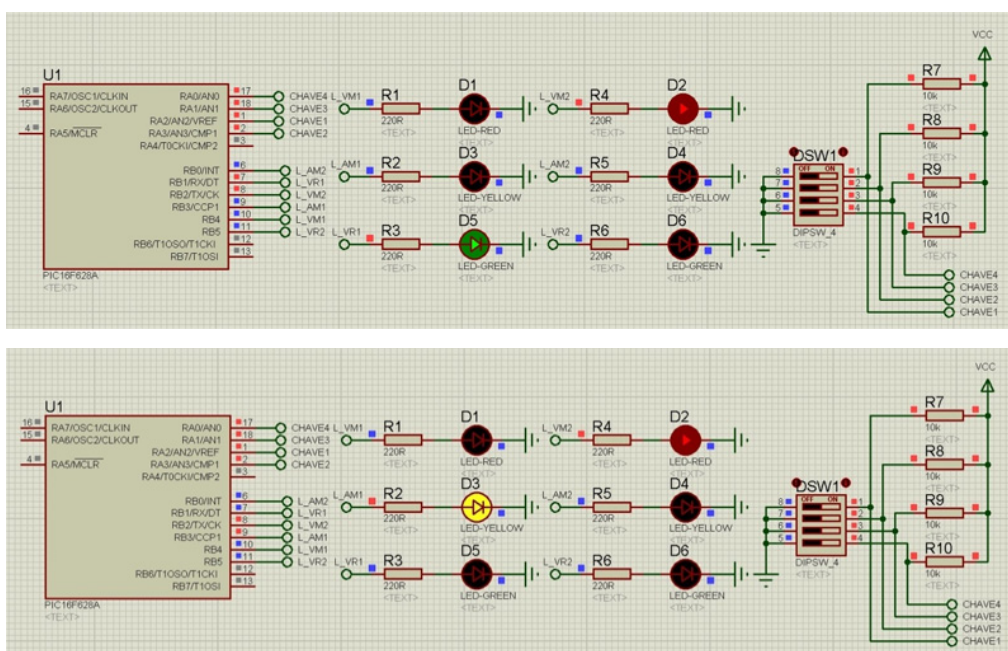 VCC
U1
R7
16 RA7/OSC1/CLKIN RA0/AN0 17 CHAVE4 L_VM1 R1 D1 L_VM2 R4 D2 10k
15 RA6/OSC2/CLKOUT RA1/AN1 18 CHAVE3 220R LED-RED 220R LED-RED <TEXT>
RA2/AN2/VREF 1 CHAVE1 <TEXT> <TEXT> <TEXT> <TEXT> R8
4 RA5/MCLR RA3/AN3/CMP1 2 CHAVE2 10k
RA4/T0CKI/CMP2 3 <TEXT>
DSW1
RB0/INT 6 L_AM2 L_AM1 R2 D3 L_AM2 R5 D4 8 OFF ON 1 R9
RB1/RX/DT 7 L_VR1 220R LED-YELLOW 220R LED-YELLOW 7 2 10k
RB2/TX/CK 8 L_VM2 <TEXT> <TEXT> <TEXT> <TEXT> 6 3 <TEXT>
RB3/CCP1 9 L_AM1 5 4 R10
RB4 10 L_VM1 DIPSW_4 10k
RB5 11 L_VR2 L_VR1 R3 D5 L_VR2 R6 D6 <TEXT> <TEXT>
RB6/T1OSO/T1CKI 12 220R LED-GREEN 220R LED-GREEN
RB7/T1OSI 13 <TEXT> <TEXT> <TEXT> <TEXT>
PIC16F628A CHAVE4
<TEXT> CHAVE3
CHAVE2
CHAVE1
VCC
U1
R7
16 RA7/OSC1/CLKIN RA0/AN0 17 CHAVE4 L_VM1 R1 D1 L_VM2 R4 D2 10k
15 RA6/OSC2/CLKOUT RA1/AN1 18 CHAVE3 220R LED-RED 220R LED-RED <TEXT>
RA2/AN2/VREF 1 CHAVE1 <TEXT> <TEXT> <TEXT> <TEXT> R8
4 RA5/MCLR RA3/AN3/CMP1 2 CHAVE2 10k
RA4/T0CKI/CMP2 3 <TEXT>
DSW1
RB0/INT 6 L_AM2 L_AM1 R2 D3 L_AM2 R5 D4 8 OFF ON 1 R9
RB1/RX/DT 7 L_VR1 220R LED-YELLOW 220R LED-YELLOW 7 2 10k
RB2/TX/CK 8 L_VM2 <TEXT> <TEXT> <TEXT> <TEXT> 6 3 <TEXT>
RB3/CCP1 9 L_AM1 5 4 R10
RB4 10 L_VM1 DIPSW_4 10k
RB5 11 L_VR2 L_VR1 R3 D5 L_VR2 R6 D6 <TEXT> <TEXT>
RB6/T1OSO/T1CKI 12 220R LED-GREEN 220R LED-GREEN
RB7/T1OSI 13 <TEXT> <TEXT> <TEXT> <TEXT>
PIC16F628A CHAVE4
<TEXT> CHAVE3
CHAVE2
CHAVE1